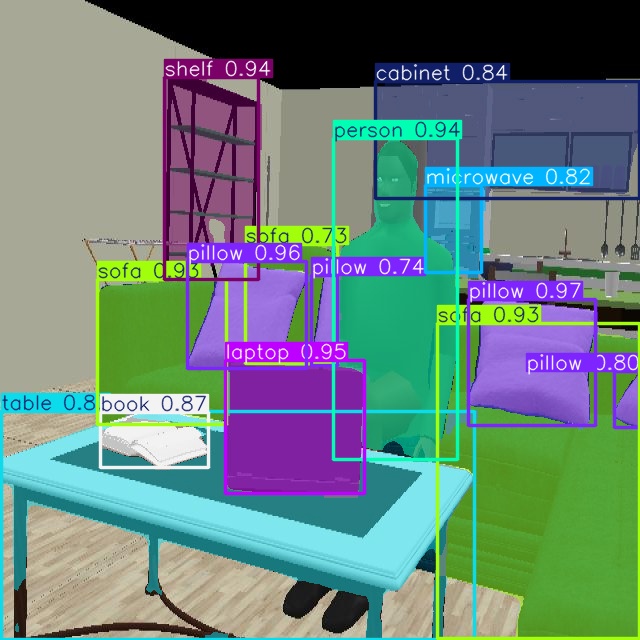 shelf 0.94
cabinet 0.84
person 0.94
microwave 0.82
sofa 0.73
pillow 0.96
pillow 0.74
sofa 0.93
pillow 0.97
sofa 0.93
laptop 0.95
pillow 0.80
table 0.8
book 0.87